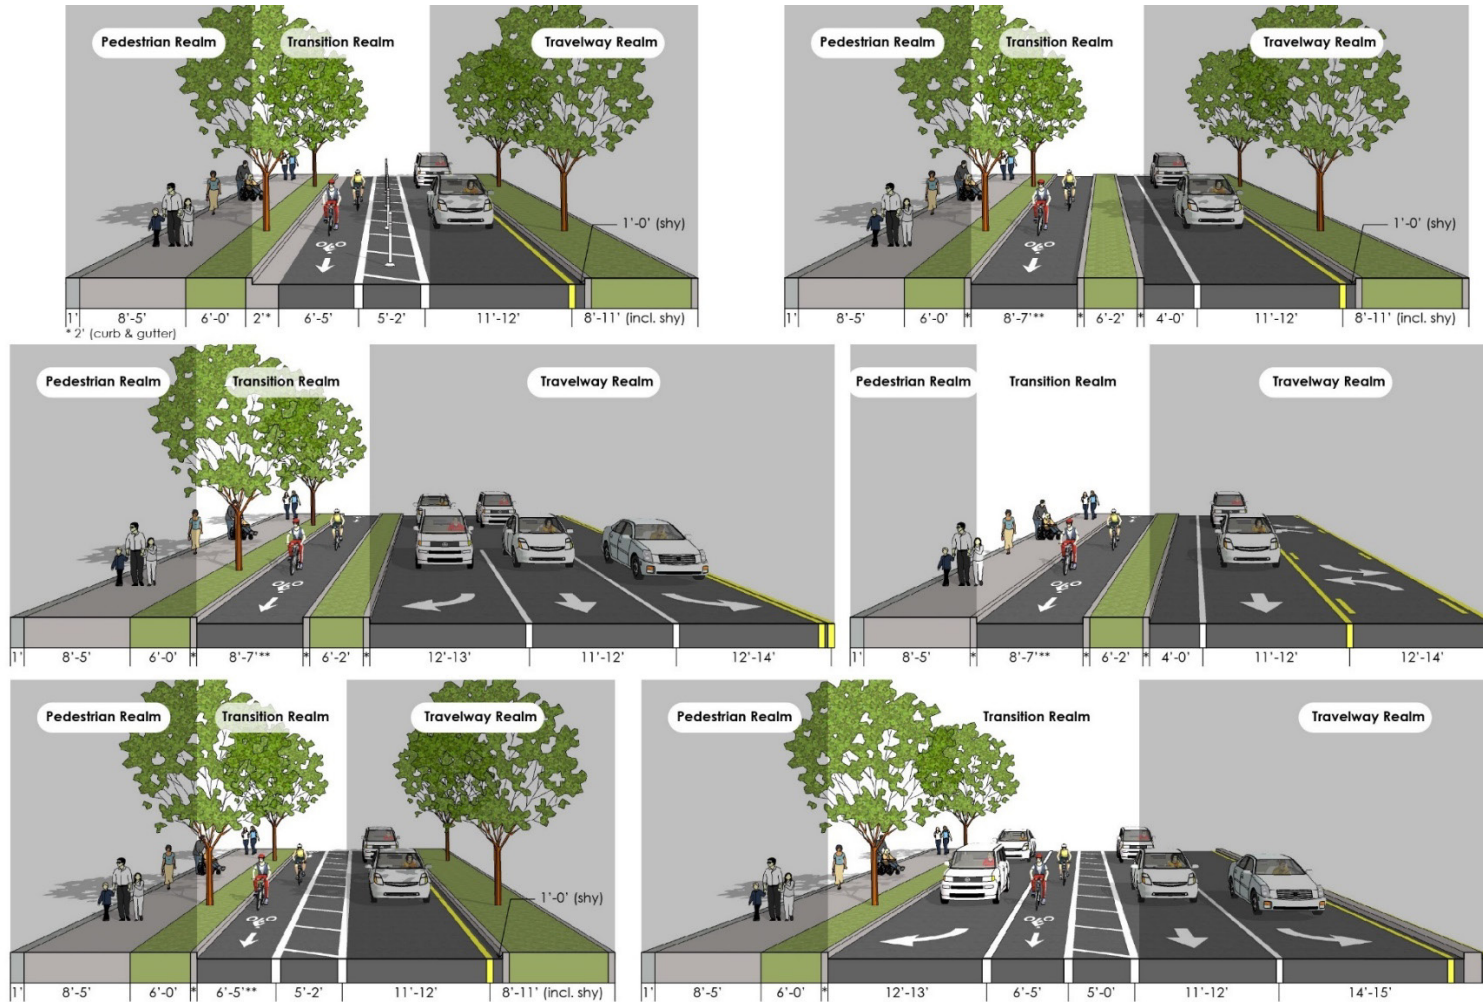 Pedestrian Realm Transition Realm Travelway Realm
1'-0' (shy)
1' 8'-5' 6'-0' 2'* 6'-5' 5'-2' 11'-12' 8'-11' (incl. shy)
* 2' (curb & gutter)
Pedestrian Realm Transition Realm Travelway Realm
1'-0' (shy)
1' 8'-5' 6'-0' * 8'-7'** * 6'-2' * 4'-0' 11'-12' 8'-11' (incl. shy)
Pedestrian Realm Transition Realm Travelway Realm
1' 8'-5' 6'-0' * 8'-7'** * 6'-2' * 12'-13' 11'-12' 12'-14'
Pedestrian Realm Transition Realm Travelway Realm
1' 8'-5' * 8'-7'** * 6'-2' * 4'-0' 11'-12' 12'-14'
Pedestrian Realm Transition Realm Travelway Realm
1'-0' (shy)
1' 8'-5' 6'-0' * 6'-5'** 5'-2' 11'-12' 8'-11' (incl. shy)
Pedestrian Realm Transition Realm Travelway Realm
1' 8'-5' 6'-0' * 12'-13' 6'-5' 5'-0' 11'-12' 14'-15'